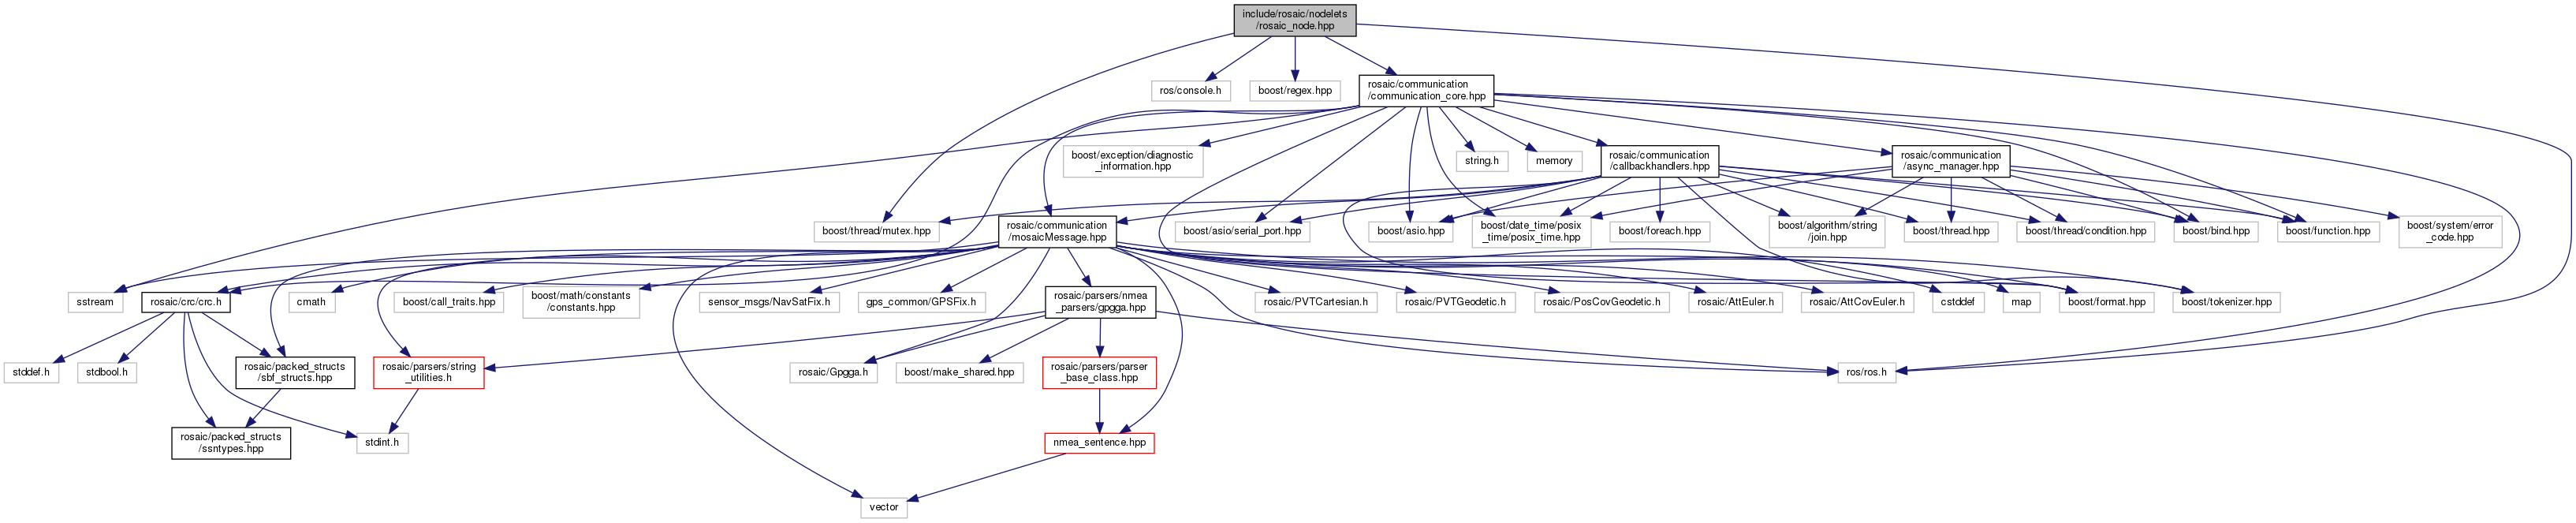 include/rosaic/nodelets
/rosaic_node.hpp
ros/console.h
boost/regex.hpp
rosaic/communication
/communication_core.hpp
boost/exception/diagnostic
_information.hpp
string.h
memory
rosaic/communication
/callbackhandlers.hpp
rosaic/communication
/async_manager.hpp
boost/thread/mutex.hpp
rosaic/communication
/mosaicMessage.hpp
boost/asio/serial_port.hpp
boost/asio.hpp
boost/date_time/posix
_time/posix_time.hpp
boost/foreach.hpp
boost/algorithm/string
/join.hpp
boost/thread.hpp
boost/thread/condition.hpp
boost/bind.hpp
boost/function.hpp
boost/system/error
_code.hpp
sstream
rosaic/crc/crc.h
cmath
boost/call_traits.hpp
boost/math/constants
/constants.hpp
sensor_msgs/NavSatFix.h
gps_common/GPSFix.h
rosaic/parsers/nmea
_parsers/gpgga.hpp
rosaic/PVTCartesian.h
rosaic/PVTGeodetic.h
rosaic/PosCovGeodetic.h
rosaic/AttEuler.h
rosaic/AttCovEuler.h
cstddef
map
boost/format.hpp
boost/tokenizer.hpp
stddef.h
stdbool.h
rosaic/packed_structs
/sbf_structs.hpp
rosaic/parsers/string
_utilities.h
rosaic/Gpgga.h
boost/make_shared.hpp
rosaic/parsers/parser
_base_class.hpp
ros/ros.h
rosaic/packed_structs
/ssntypes.hpp
stdint.h
nmea_sentence.hpp
vector